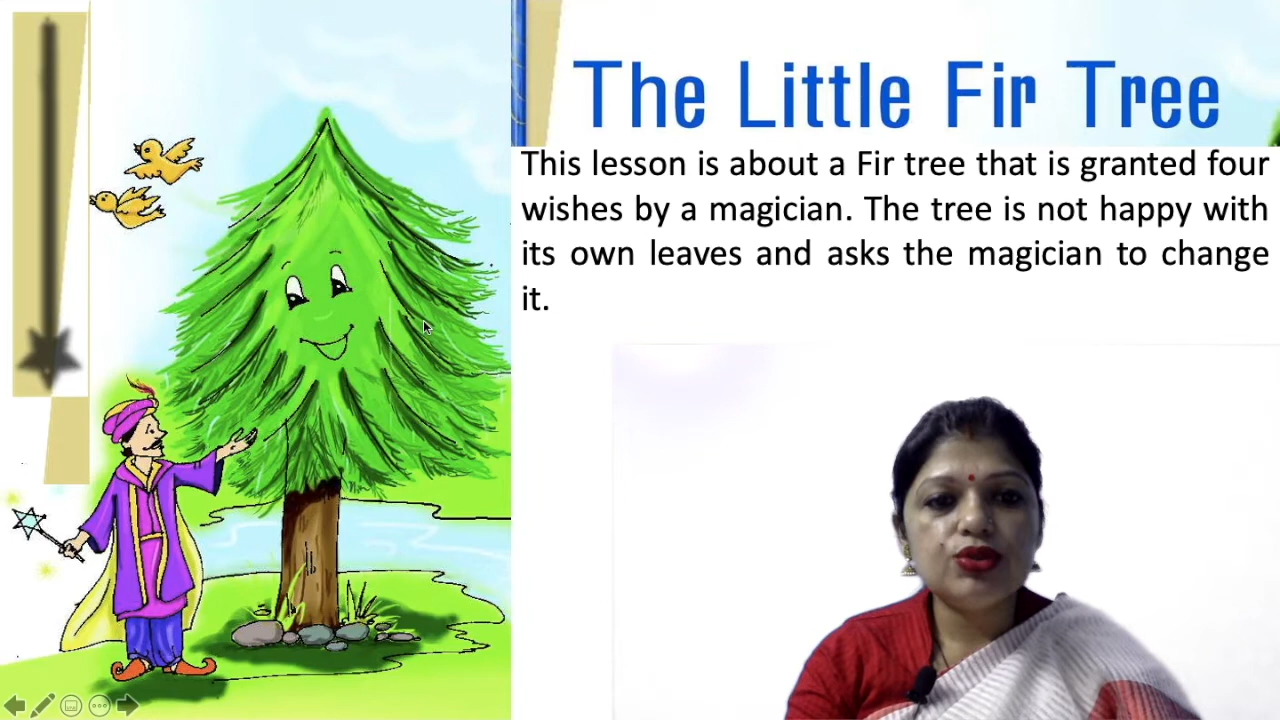 The Little Fir Tree
This lesson is about a Fir tree that is granted four
wishes by a magician. The tree is not happy with
its own leaves and asks the magician to change
it.